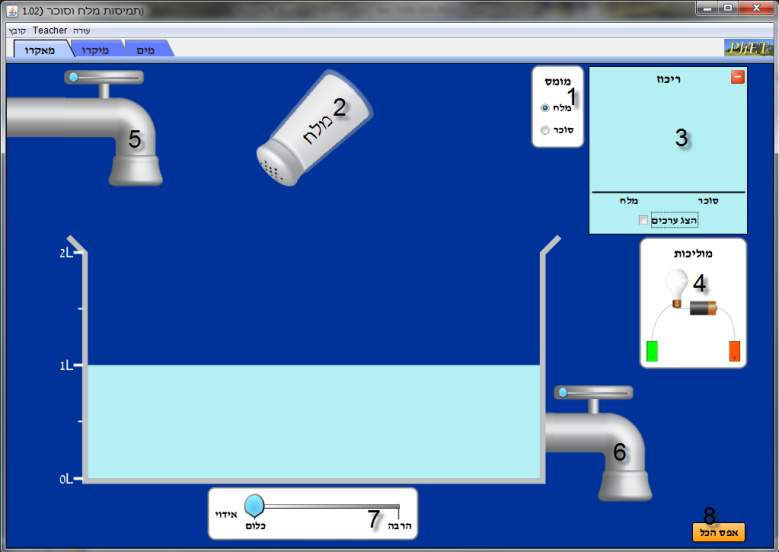 תמיסות מלח וסוכר (1.02)
קובץ Teacher עזרה
מאקרו מיקרו מים
PhET
5
2
מלח
מומס
1
מלח
סוכר
ריכוז
3
מלח סוכר
הצג ערכים
מוליכות
4
2L
1L
0L
6
אידוי
כלום
7
הרבה
8
אפס הכל